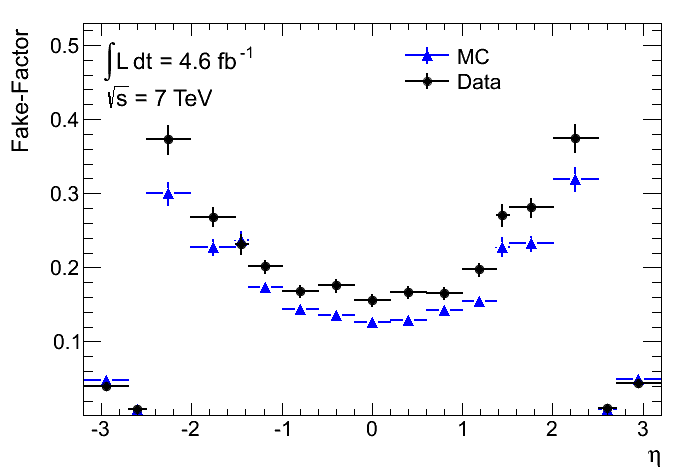 Fake-Factor
∫L dt = 4.6 fb⁻¹
√s = 7 TeV
MC
Data
0.5
0.4
0.3
0.2
0.1
-3 -2 -1 0 1 2 3
η